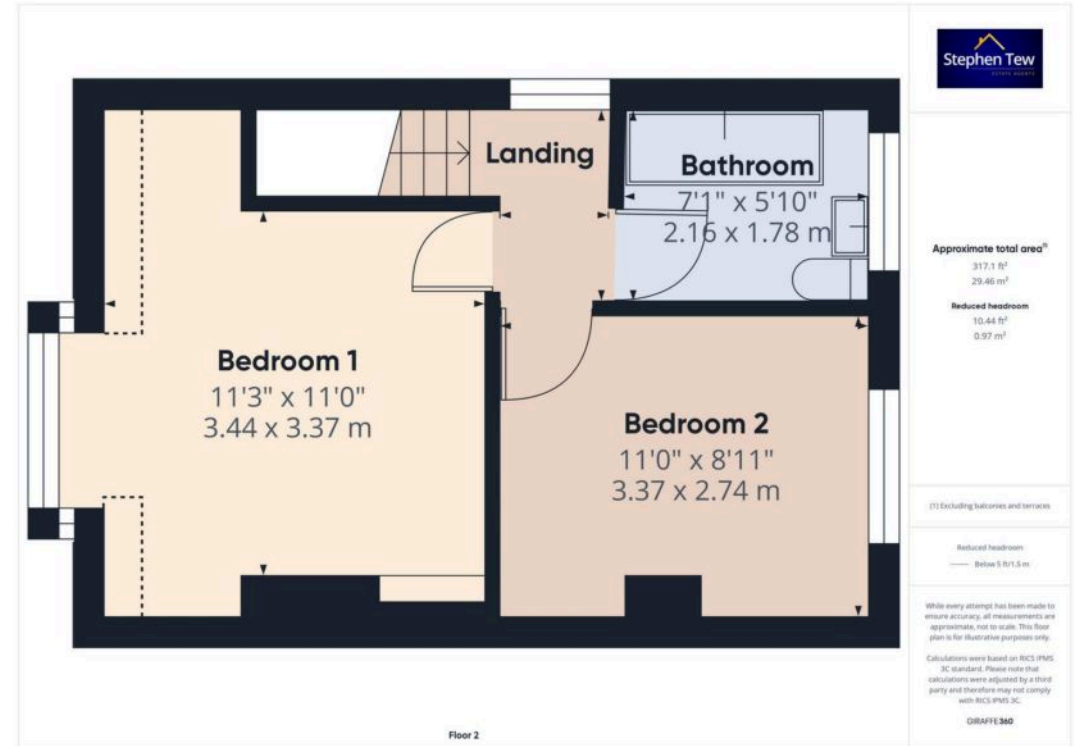 Landing
Bathroom
7'1" x 5'10"
2.16 x 1.78 m
Bedroom 1
11'3" x 11'0"
3.44 x 3.37 m
Bedroom 2
11'0" x 8'11"
3.37 x 2.74 m
Floor 2
Stephen Tew
ESTATE AGENTS
Approximate total area(1)
317.1 ft²
29.46 m²
Reduced headroom
10.44 ft²
0.97 m²
(1) Excluding balconies and terraces
Reduced headroom
Below 5 ft/1.5 m
While every attempt has been made to
ensure accuracy, all measurements are
approximate, not to scale. This floor
plan is for illustrative purposes only.
Calculations were based on RICS IPMS
3C standard. Please note that
calculations were adjusted by a third
party and therefore may not comply
with RICS IPMS 3C.
GIRAFFE360